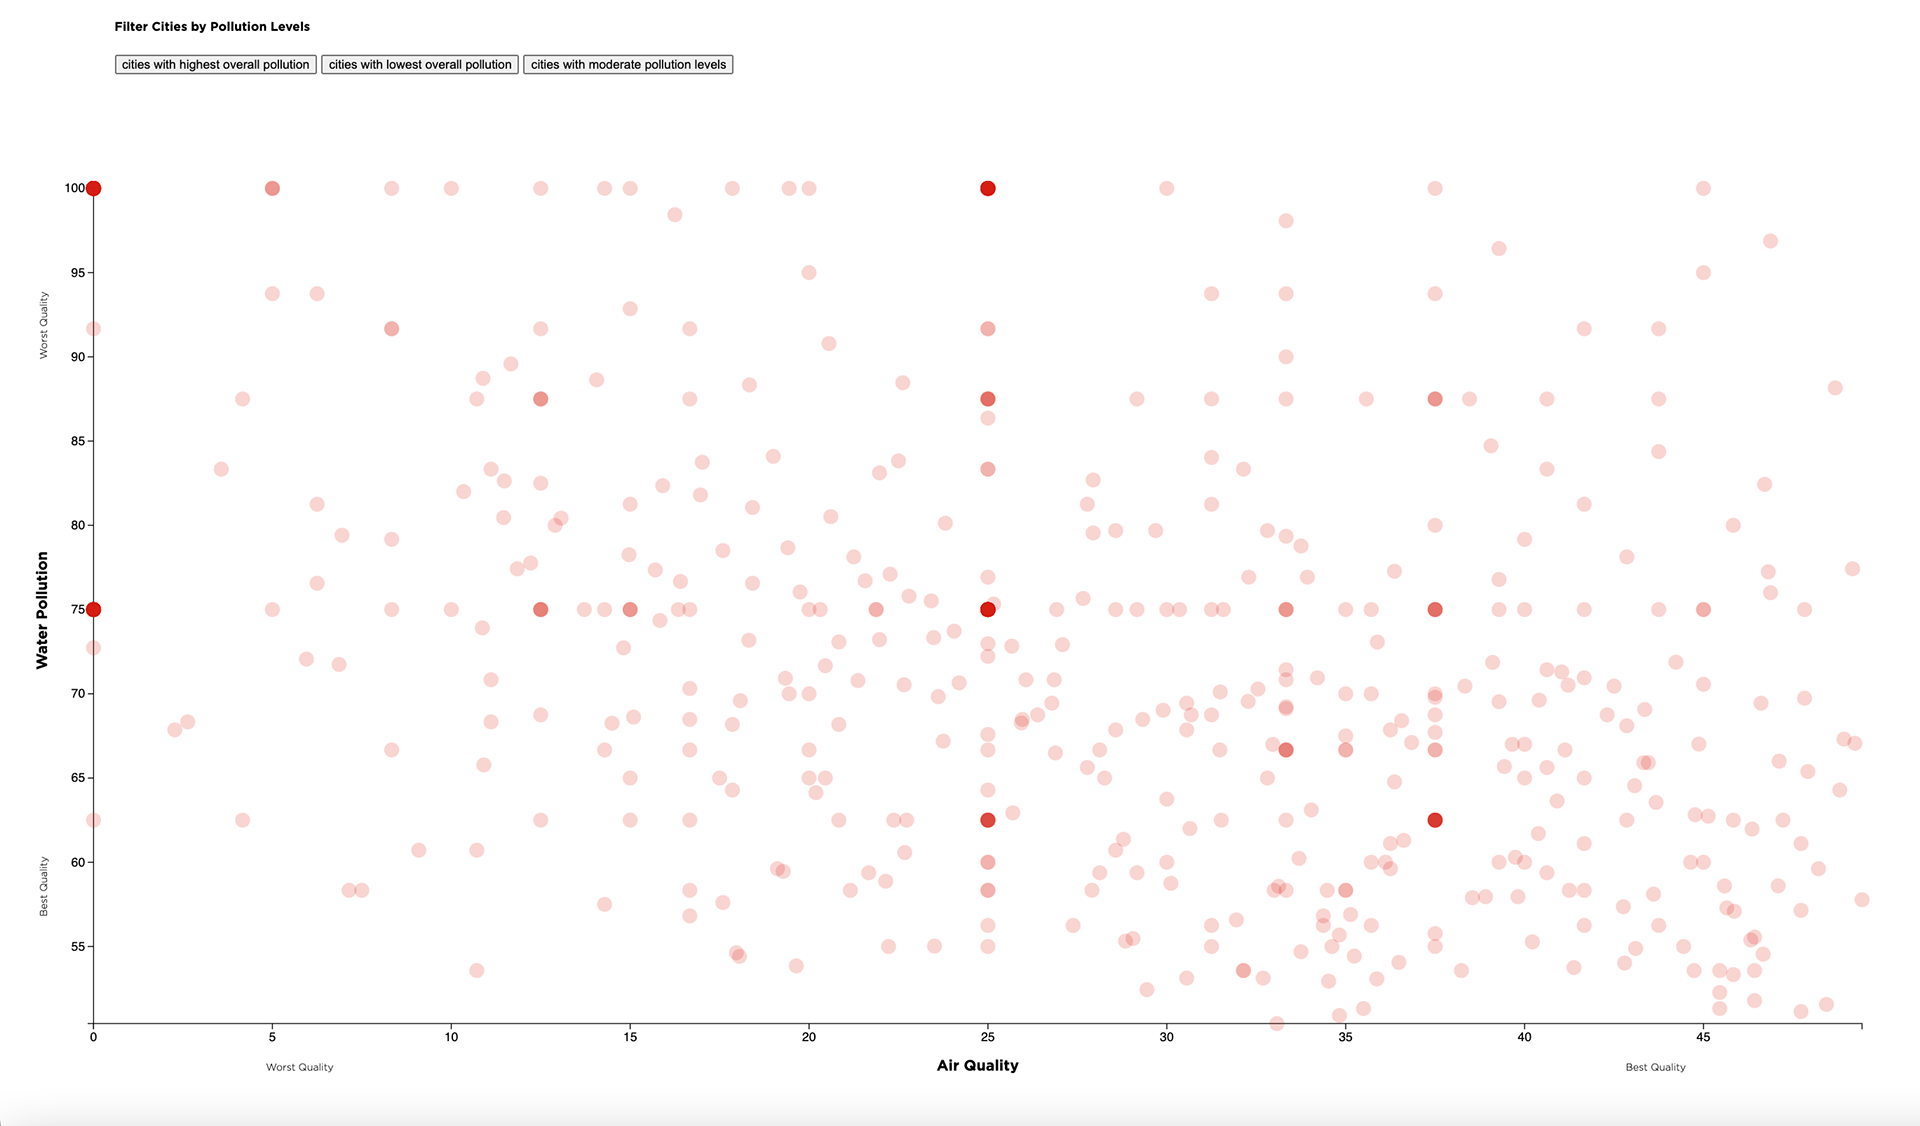 Filter Cities by Pollution Levels
cities with highest overall pollution cities with lowest overall pollution cities with moderate pollution levels
100
95
90
85
80
75
70
65
60
55
Worst Quality
Water Pollution
Best Quality
0 5 10 15 20 25 30 35 40 45
Worst Quality Air Quality Best Quality